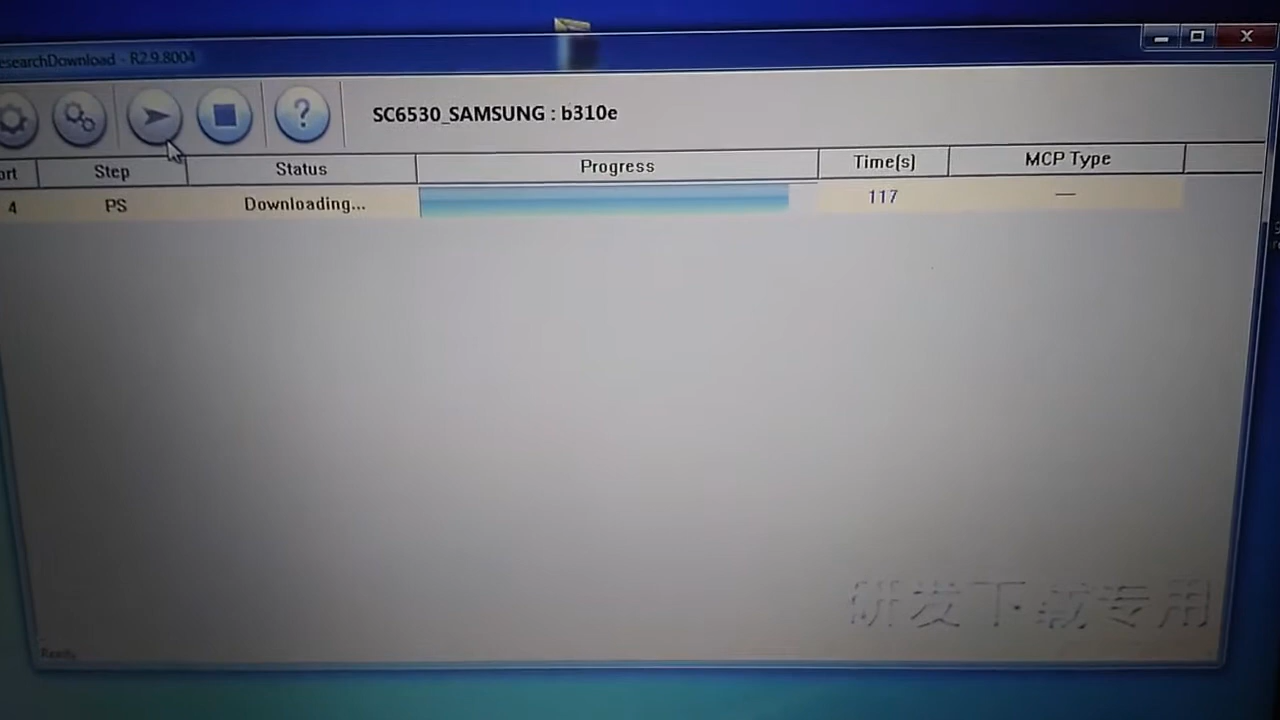 esearchDownload - R2.9.8004
SC6530_SAMSUNG : b310e
ort Step Status Progress Time(s) MCP Type
4 PS Downloading... 117 —
研发下载专用
Ready